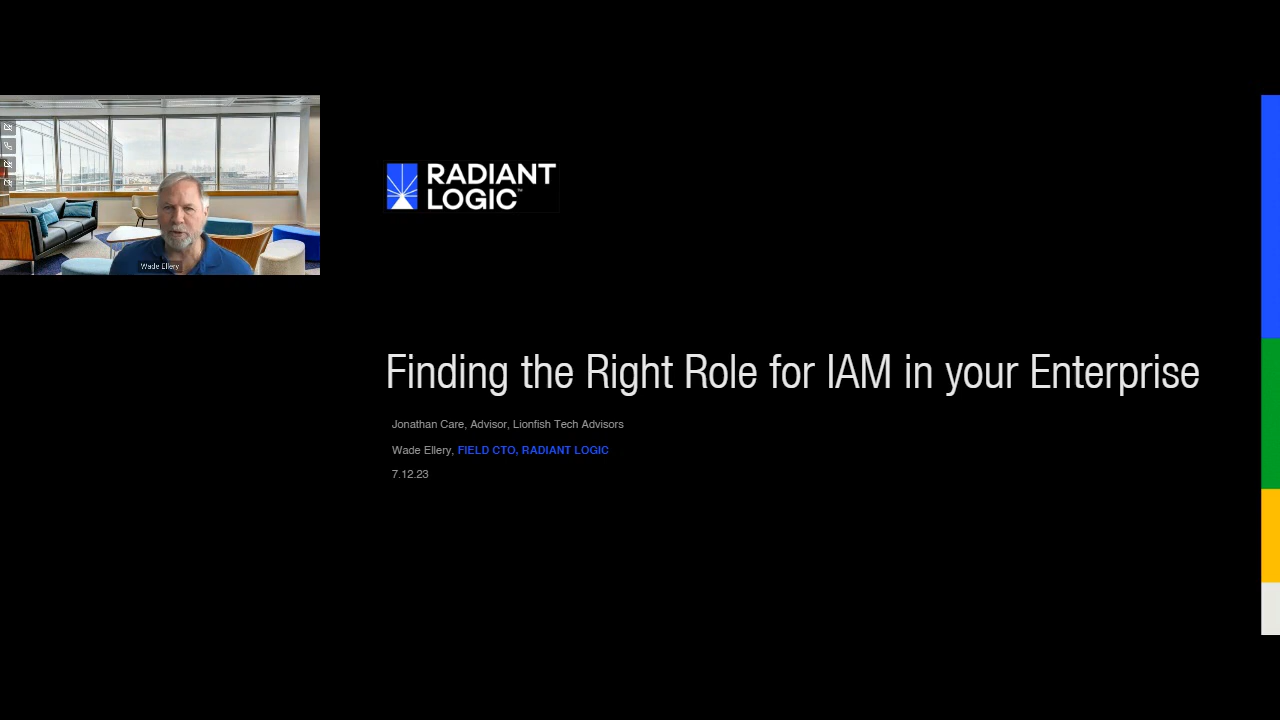 Wade Ellery
RADIANT
LOGIC™
Finding the Right Role for IAM in your Enterprise
Jonathan Care, Advisor, Lionfish Tech Advisors
Wade Ellery, FIELD CTO, RADIANT LOGIC
7.12.23